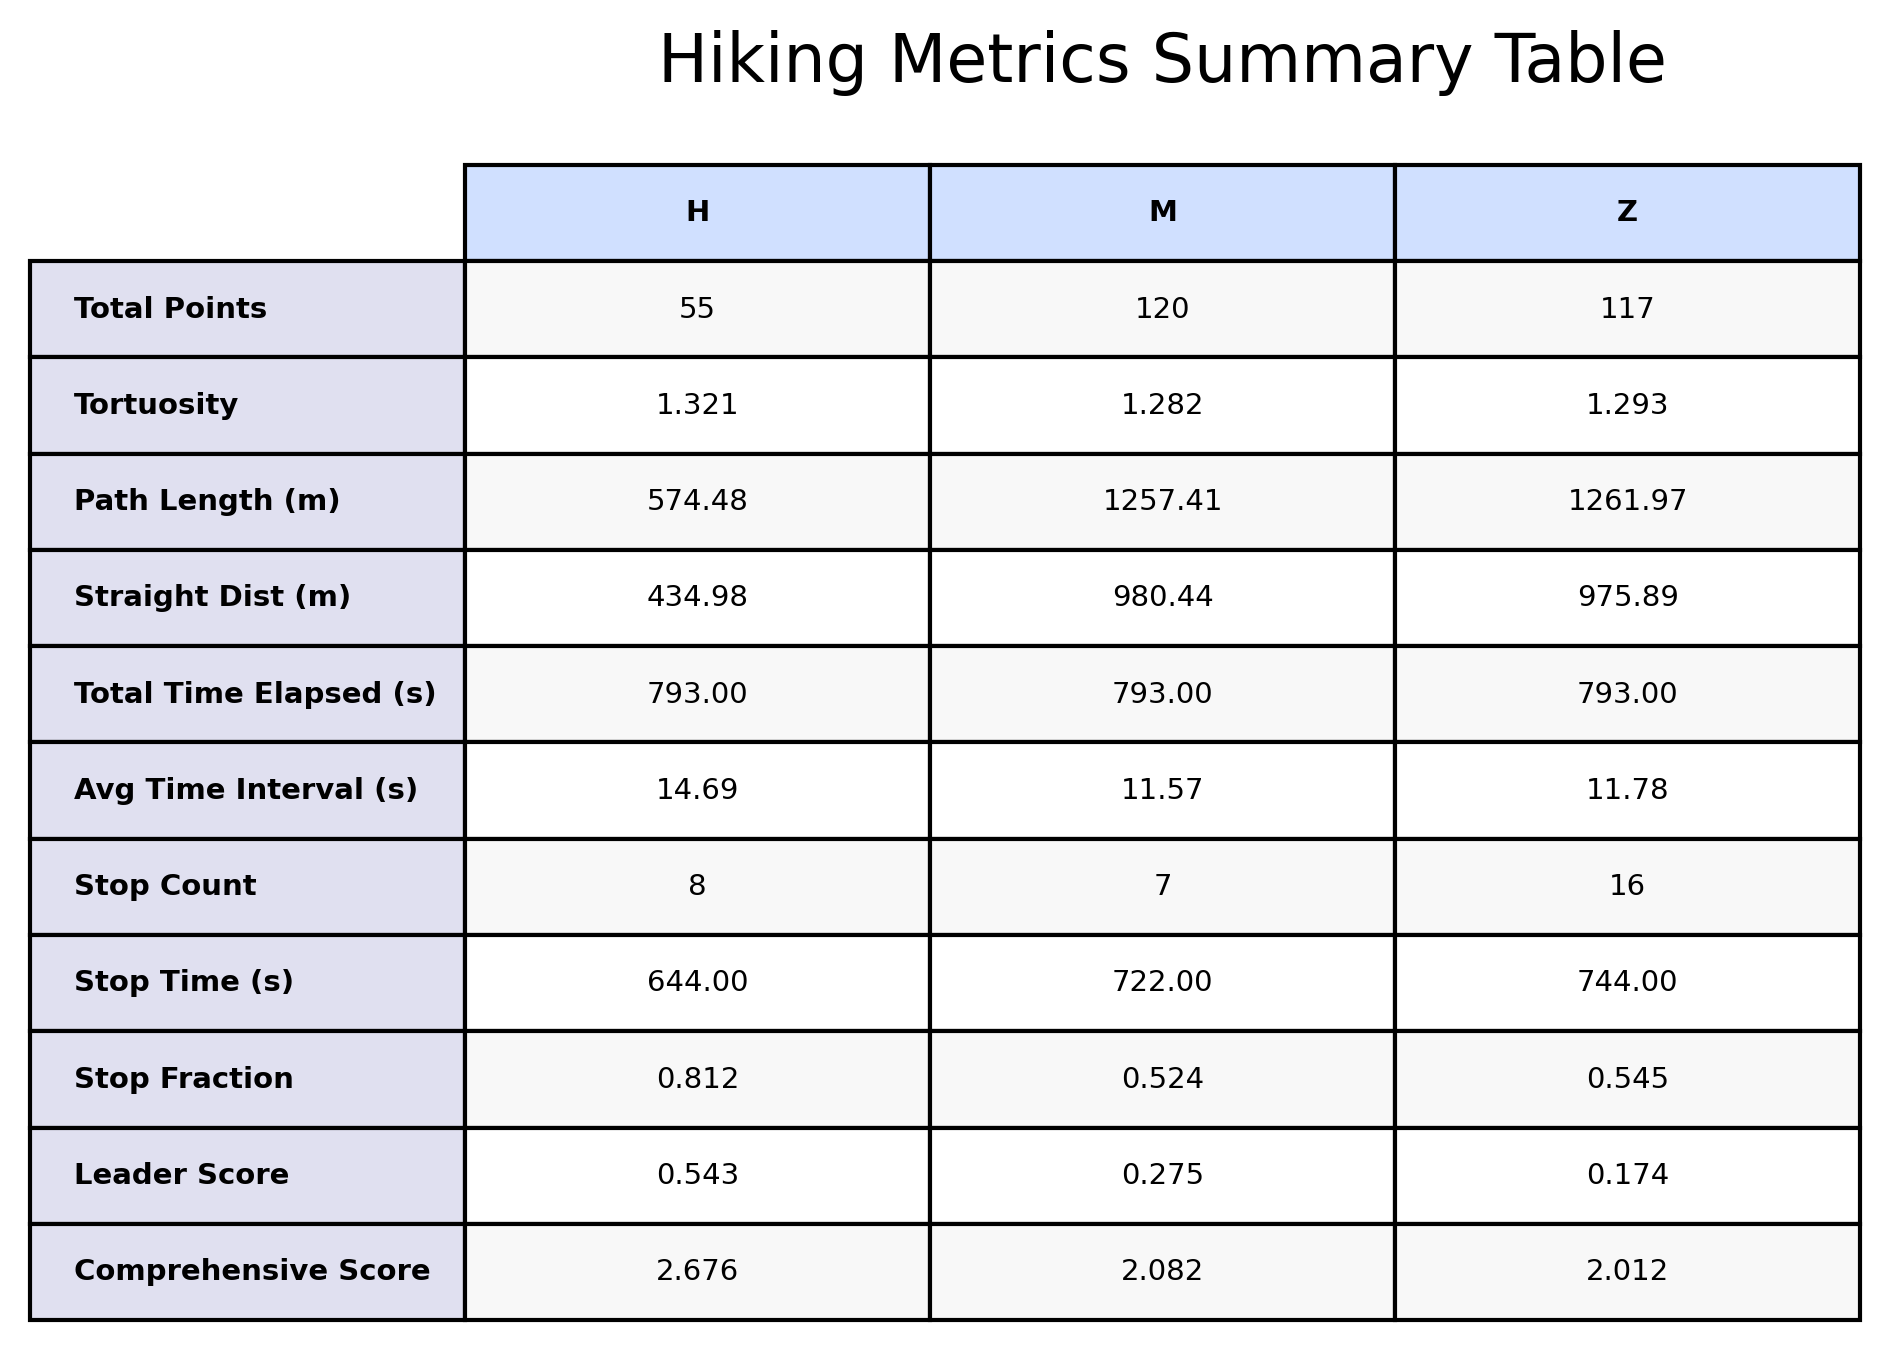 Hiking Metrics Summary Table
H M Z
Total Points 55 120 117
Tortuosity 1.321 1.282 1.293
Path Length (m) 574.48 1257.41 1261.97
Straight Dist (m) 434.98 980.44 975.89
Total Time Elapsed (s) 793.00 793.00 793.00
Avg Time Interval (s) 14.69 11.57 11.78
Stop Count 8 7 16
Stop Time (s) 644.00 722.00 744.00
Stop Fraction 0.812 0.524 0.545
Leader Score 0.543 0.275 0.174
Comprehensive Score 2.676 2.082 2.012